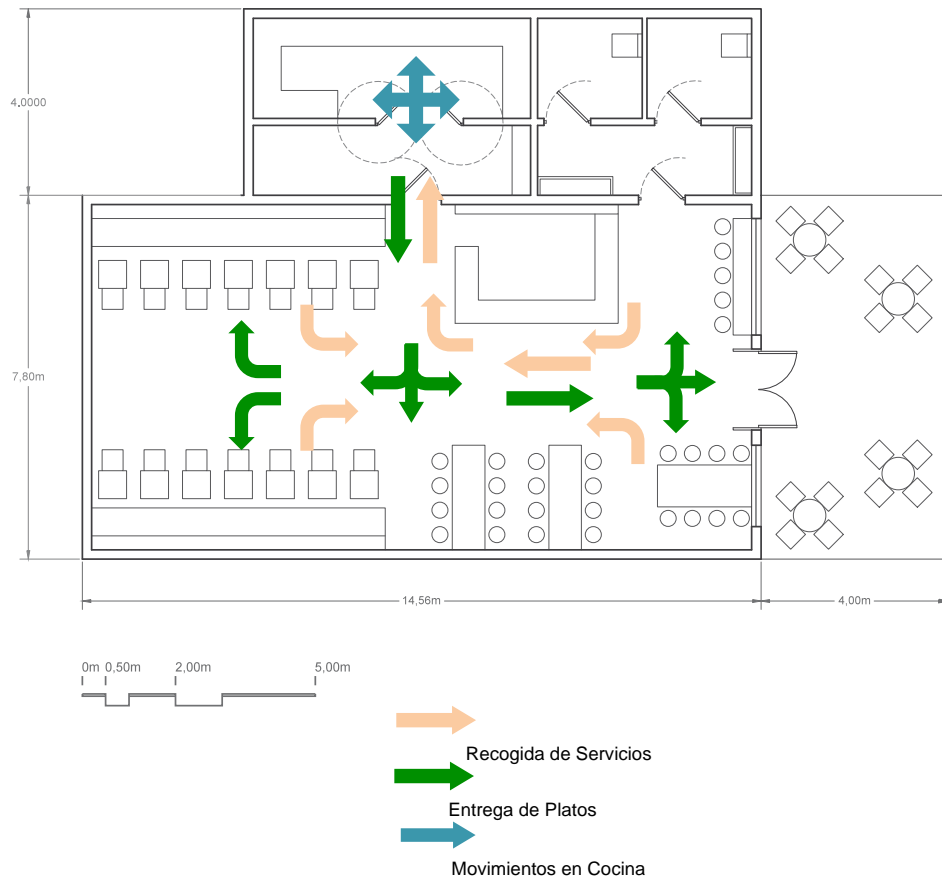 4.0000
7,80m
14,56m
4,00m
0m 0,50m 2,00m 5,00m
Recogida de Servicios
Entrega de Platos
Movimientos en Cocina